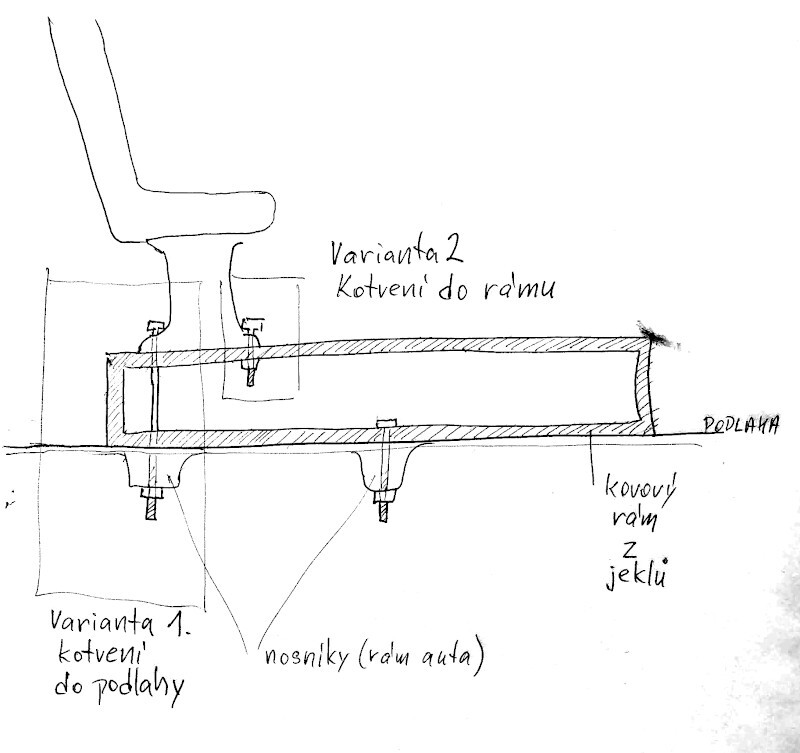 Varianta 2
Kotvení do rámu
PODLAHA
kovový
rám
z
jeklů
Varianta 1.
kotvení
do podlahy
nosníky (rám auta)